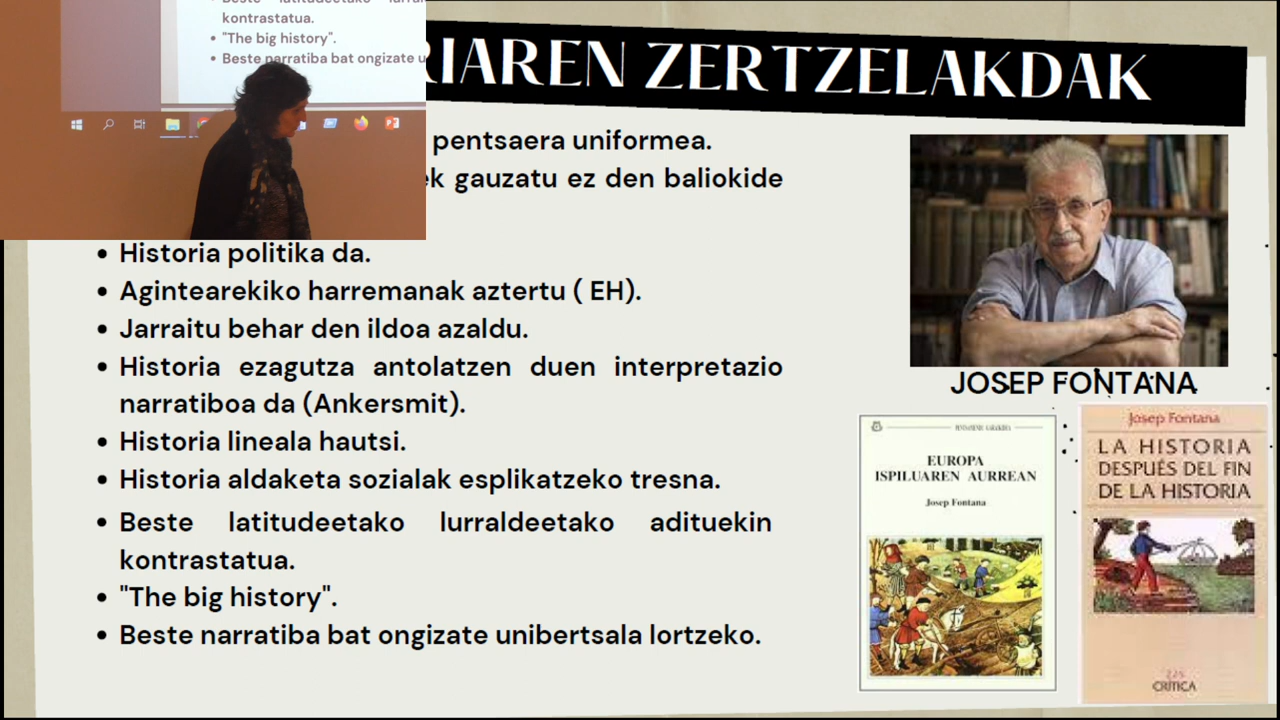 kontrastatua.
"The big history".
Beste narratiba bat ongizate u
RIAREN ZERTZELAKDAK
pentsaera uniformea.
ek gauzatu ez den baliokide
Historia politika da.
Agintearekiko harremanak aztertu ( EH).
Jarraitu behar den ildoa azaldu.
Historia ezagutza antolatzen duen interpretazio
narratiboa da (Ankersmit).
Historia lineala hautsi.
Historia aldaketa sozialak esplikatzeko tresna.
Beste latitudeetako lurraldeetako adituekin
kontrastatua.
"The big history".
Beste narratiba bat ongizate unibertsala lortzeko.
JOSEP FONTANA
EUROPA
ISPILUAREN AURREAN
Josep Fontana
Josep Fontana
LA HISTORIA
DESPUÉS DEL FIN
DE LA HISTORIA
CRÍTICA